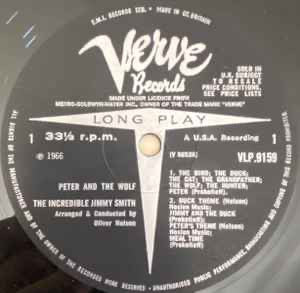 E.M.I. RECORDS LTD. • MADE IN GT. BRITAIN
Verve
Records
MADE UNDER LICENCE FROM
METRO-GOLDWYN-MAYER INC., OWNER OF THE TRADE MARK "VERVE"
SOLD IN
U.K. SUBJECT
TO RESALE
PRICE CONDITIONS,
SEE PRICE LISTS
LONG PLAY
1
33⅓ r.p.m.
A U.S.A. Recording
1
℗ 1966
VLP.9159
PETER AND THE WOLF
THE INCREDIBLE JIMMY SMITH
Arranged & Conducted by
Oliver Nelson
1. THE BIRD; THE DUCK;
THE CAT; THE GRANDFATHER;
THE WOLF; THE HUNTER;
PETER (Prokofieff).
2. DUCK THEME (Nelson)
Noslen Music;
JIMMY AND THE DUCK
(Prokofieff);
PETER'S THEME (Nelson)
Noslen Music;
MEAL TIME
(Prokofieff)
ALL RIGHTS OF THE MANUFACTURER AND OF THE OWNER OF THE RECORDED WORK RESERVED • UNAUTHORISED PUBLIC PERFORMANCE, BROADCASTING AND COPYING OF THIS RECORD PROHIBITED